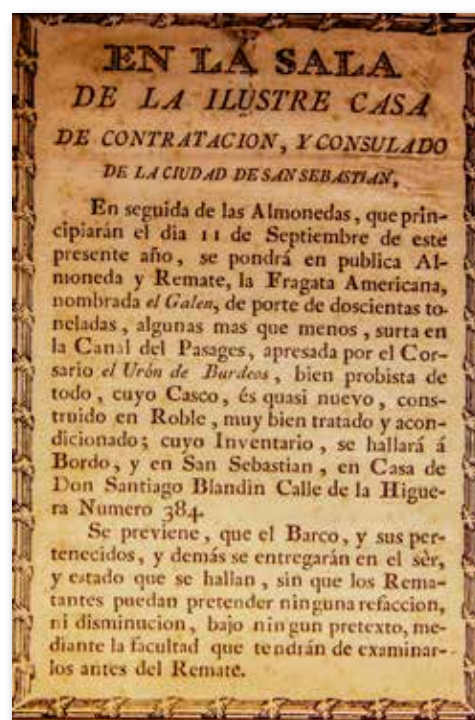 EN LA SALA
DE LA ILUSTRE CASA
DE CONTRATACION, Y CONSULADO
DE LA CIUDAD DE SAN SEBASTIAN,
En seguida de las Almonedas, que prin-
cipiarán el dia 11 de Septiembre de este
presente año, se pondrá en publica Al-
moneda y Remate, la Fragata Americana,
nombrada el Galen, de porte de doscientas to-
neladas, algunas mas que menos, surta en
la Canal del Pasages, apresada por el Cor-
sario el Urón de Burdeos, bien probista de
todo, cuyo Casco, és quasi nuevo, cons-
truido en Roble, muy bien tratado y acon-
dicionado; cuyo Inventario, se hallará á
Bordo, y en San Sebastian, en Casa de
Don Santiago Blandin Calle de la Higue-
ra Numero 384.
Se previene, que el Barco, y sus per-
tenecidos, y demás se entregarán en el sèr,
y estado que se hallan, sin que los Rema-
tantes puedan pretender ninguna refaccion,
ni disminucion, bajo ningun pretexto, me-
diante la facultad que tendrán de examinar-
los antes del Remate.